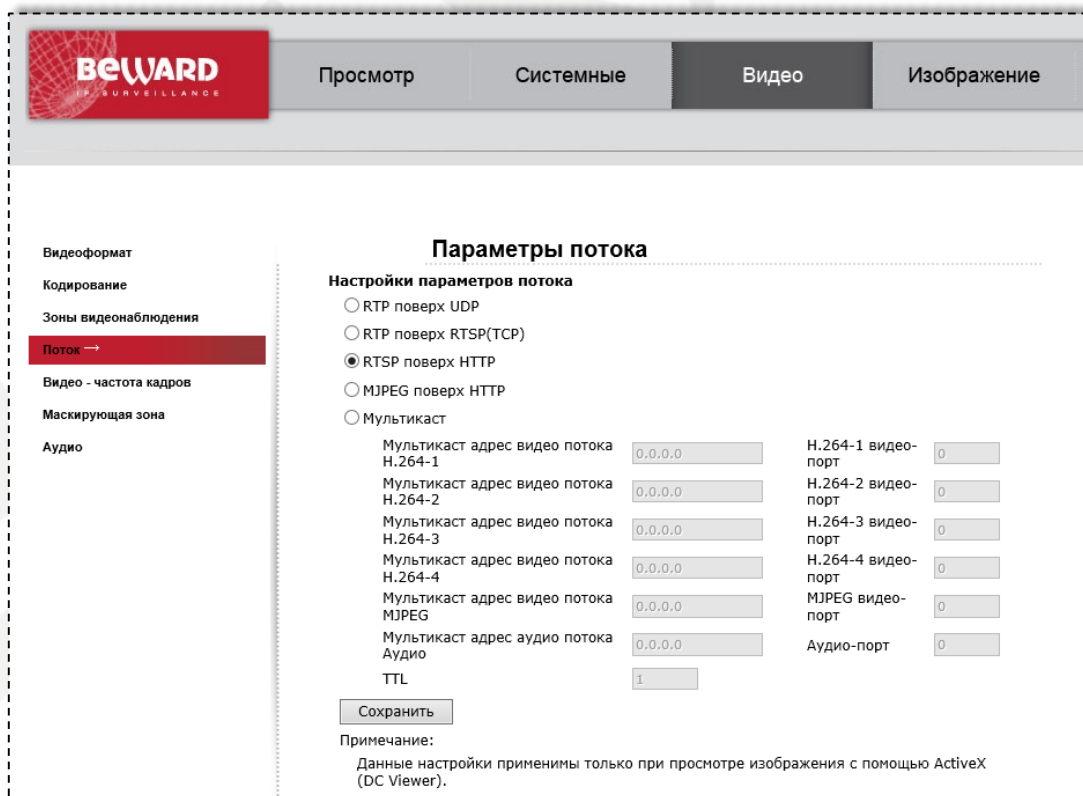 BEWARD
IP SURVEILLANCE
Просмотр
Системные
Видео
Изображение
Видеоформат
Кодирование
Зоны видеонаблюдения
Поток →
Видео - частота кадров
Маскирующая зона
Аудио
Параметры потока
Настройки параметров потока
RTP поверх UDP
RTP поверх RTSP(TCP)
RTSP поверх HTTP
MJPEG поверх HTTP
Мультикаст
Мультикаст адрес видео потока
H.264-1
0.0.0.0
H.264-1 видео-
порт
0
Мультикаст адрес видео потока
H.264-2
0.0.0.0
H.264-2 видео-
порт
0
Мультикаст адрес видео потока
H.264-3
0.0.0.0
H.264-3 видео-
порт
0
Мультикаст адрес видео потока
H.264-4
0.0.0.0
H.264-4 видео-
порт
0
Мультикаст адрес видео потока
MJPEG
0.0.0.0
MJPEG видео-
порт
0
Мультикаст адрес аудио потока
Аудио
0.0.0.0
Аудио-порт
0
TTL
1
Сохранить
Примечание:
Данные настройки применимы только при просмотре изображения с помощью ActiveX
(DC Viewer).